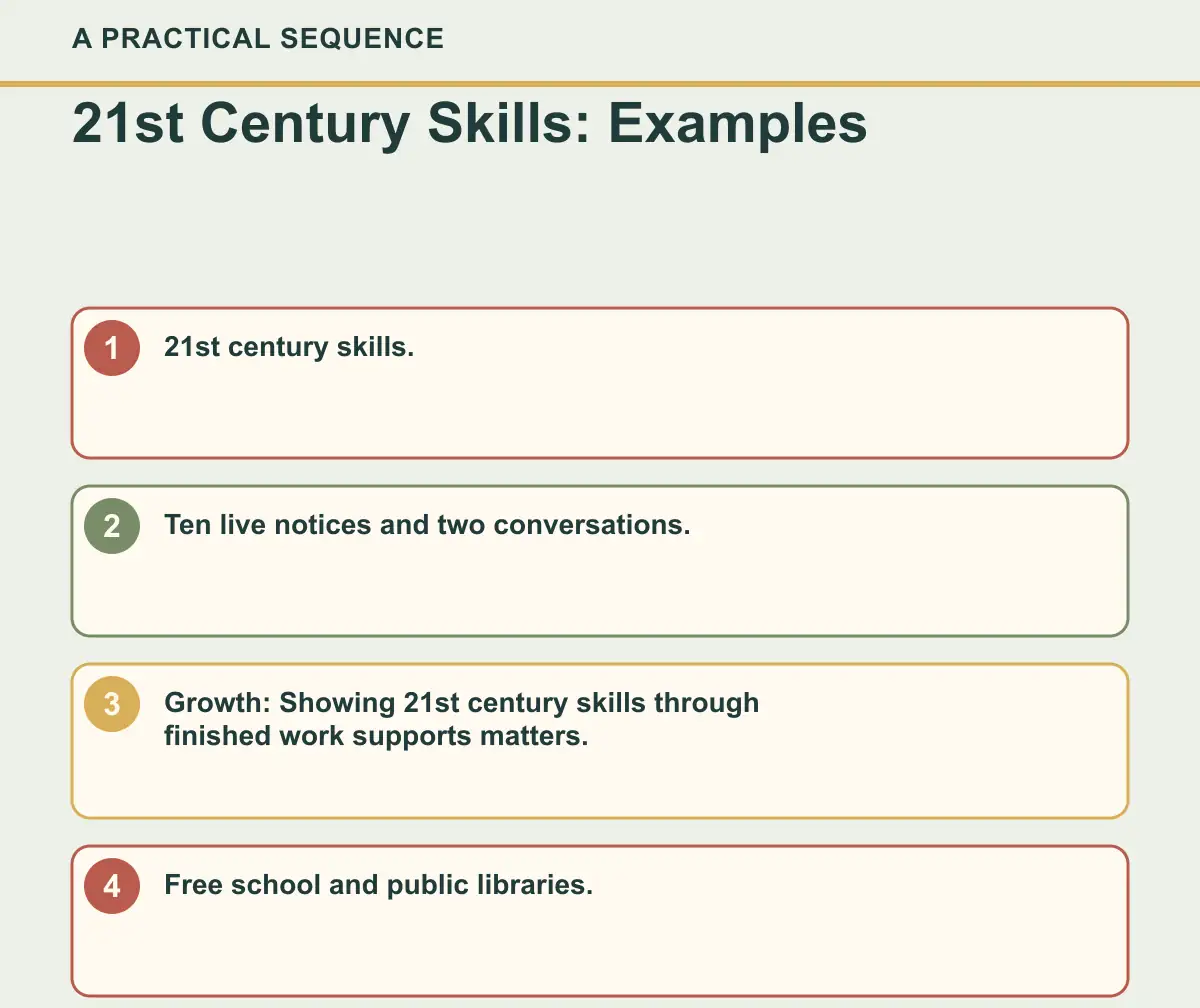 A PRACTICAL SEQUENCE
21st Century Skills: Examples
1
21st century skills.
2
Ten live notices and two conversations.
3
Growth: Showing 21st century skills through
finished work supports matters.
4
Free school and public libraries.